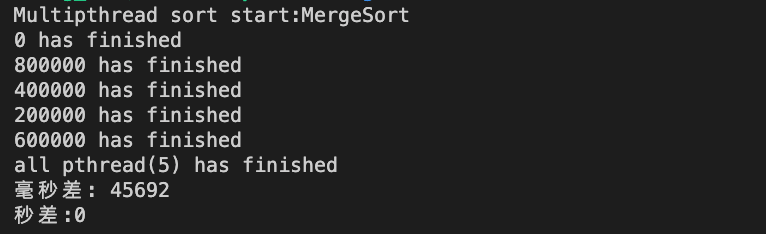 Multipthread sort start:MergeSort
0 has finished
800000 has finished
400000 has finished
200000 has finished
600000 has finished
all pthread(5) has finished
毫秒差: 45692
秒差:0